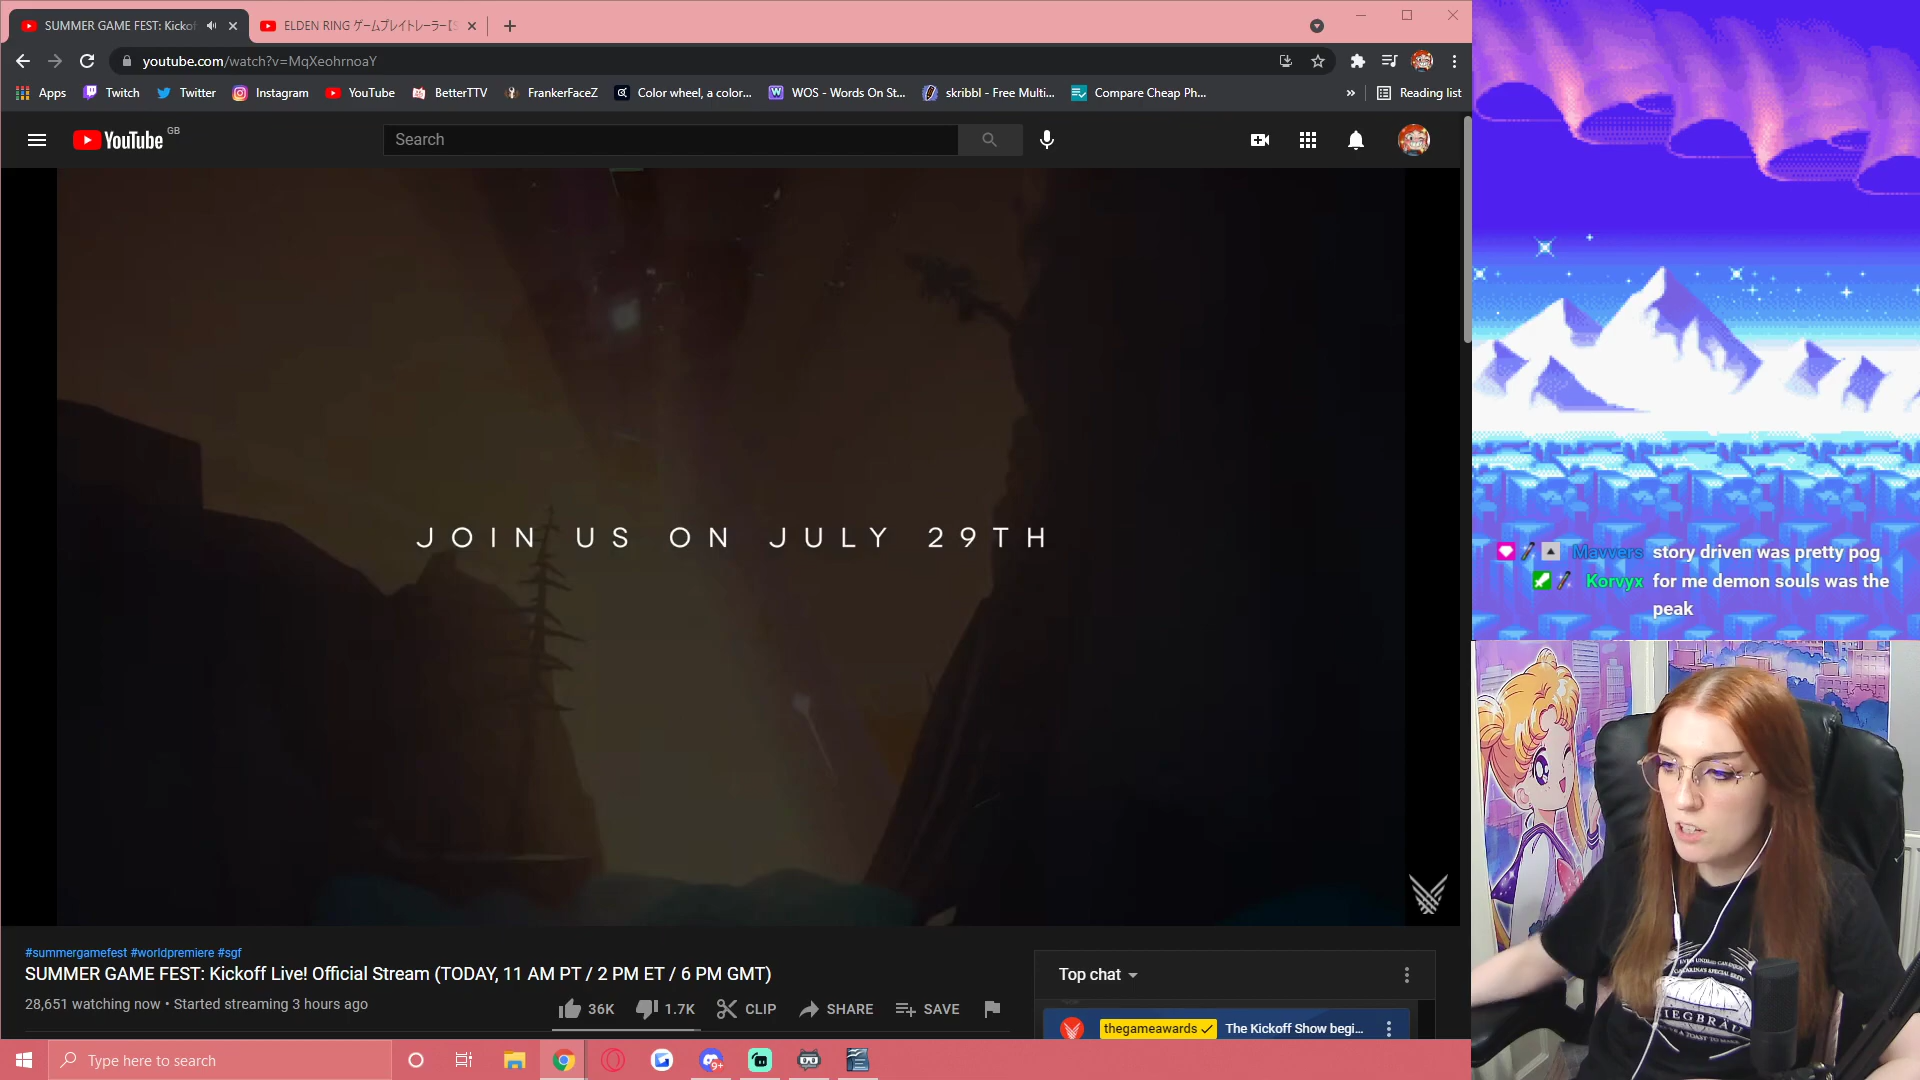 SUMMER GAME FEST: Kickof
ELDEN RING ゲームプレイトレーラー【S
youtube.com/watch?v=MqXeohrnoaY
Apps
Twitch
Twitter
Instagram
YouTube
BetterTTV
FrankerFaceZ
Color wheel, a color...
WOS - Words On St...
skribbl - Free Multi...
Compare Cheap Ph...
»
Reading list
YouTube GB
Search
JOIN US ON JULY 29TH
Mavvers story driven was pretty pog
Korvyx for me demon souls was the
peak
#summergamefest #worldpremiere #sgf
SUMMER GAME FEST: Kickoff Live! Official Stream (TODAY, 11 AM PT / 2 PM ET / 6 PM GMT)
28,651 watching now • Started streaming 3 hours ago
36K
1.7K
CLIP
SHARE
SAVE
Top chat
thegameawards The Kickoff Show begi...
Type here to search
9+